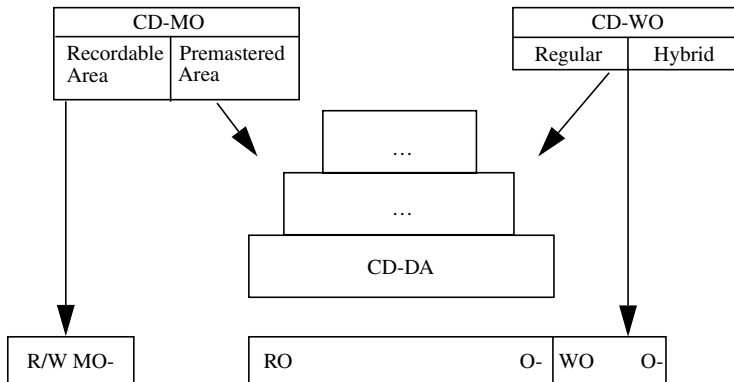 CD-MO
Recordable Area
Premastered Area
CD-WO
Regular
Hybrid
...
...
CD-DA
R/W MO-
RO O-
WO O-